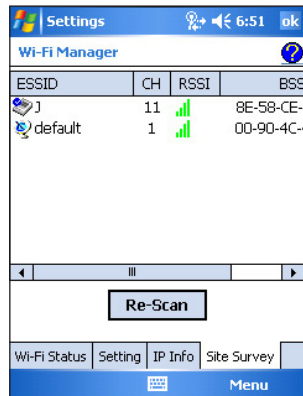 Settings 6:51 ok
Wi-Fi Manager
ESSID CH RSSI BSS
J 11 8E-58-CE-
default 1 00-90-4C-
Re-Scan
Wi-Fi Status Setting IP Info Site Survey
Menu